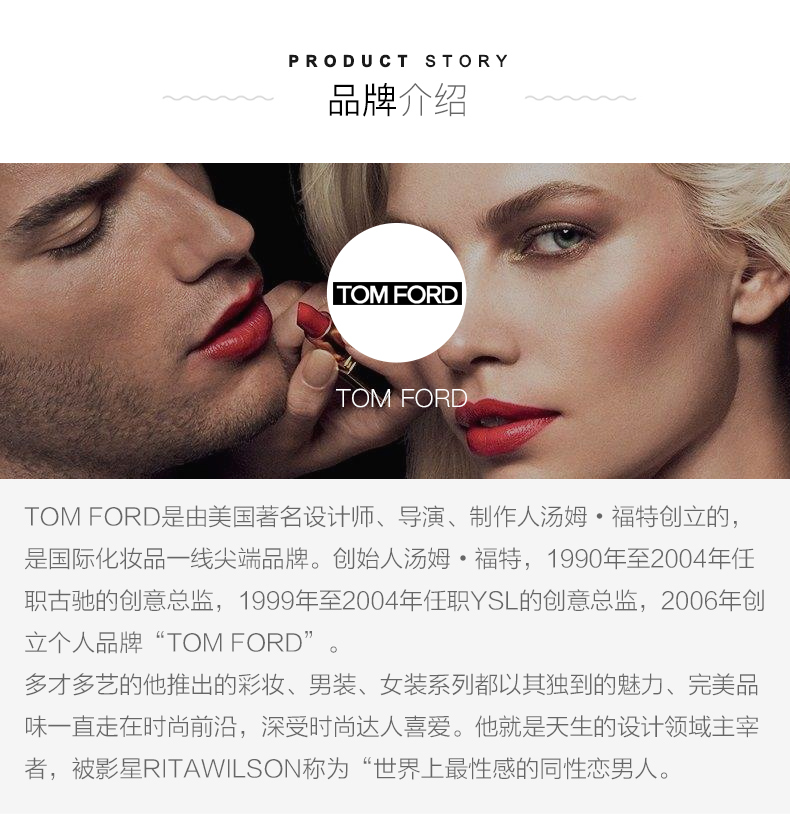 PRODUCT STORY
品牌介绍
TOM FORD
TOM FORD
TOM FORD是由美国著名设计师、导演、制作人汤姆·福特创立的，
是国际化妆品一线尖端品牌。创始人汤姆·福特，1990年至2004年任
职古驰的创意总监，1999年至2004年任职YSL的创意总监，2006年创
立个人品牌“TOM FORD”。
多才多艺的他推出的彩妆、男装、女装系列都以其独到的魅力、完美品
味一直走在时尚前沿，深受时尚达人喜爱。他就是天生的设计领域主宰
者，被影星RITAWILSON称为“世界上最性感的同性恋男人。